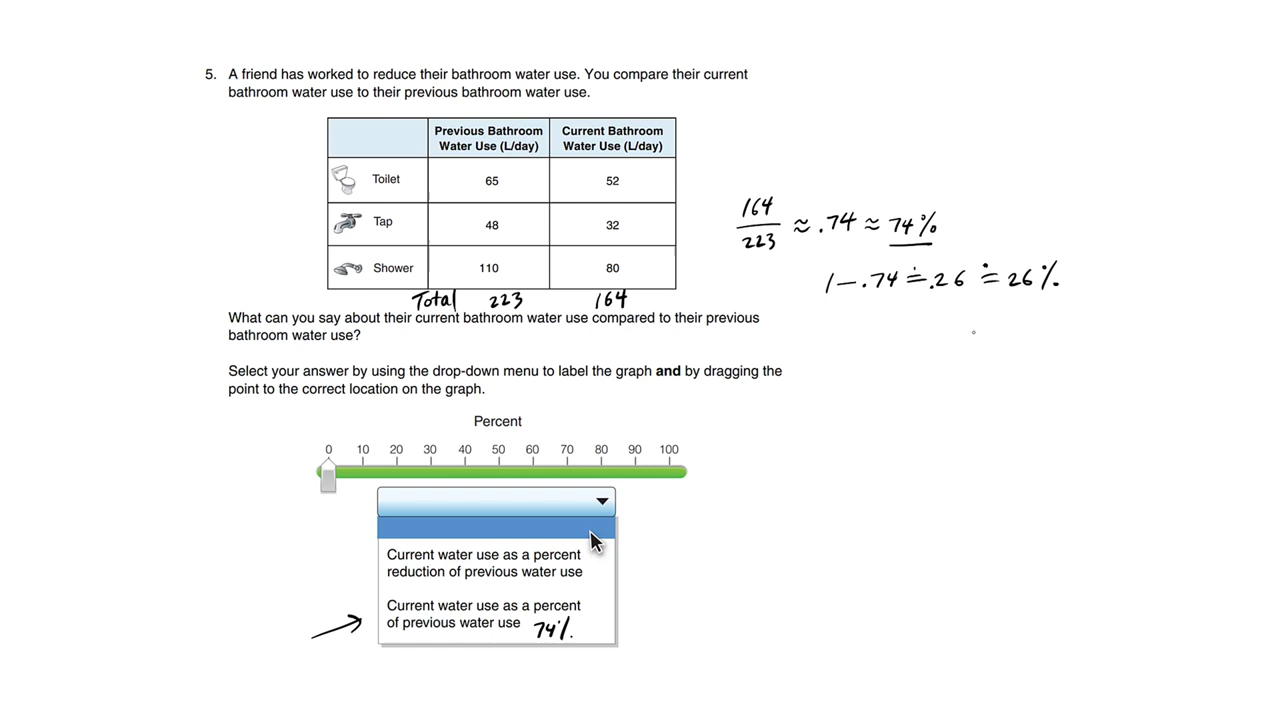 5. A friend has worked to reduce their bathroom water use. You compare their current
bathroom water use to their previous bathroom water use.
Previous Bathroom Water Use (L/day) Current Bathroom Water Use (L/day)
Toilet 65 52
Tap 48 32
Shower 110 80
Total 223 164
164/223 ≈ .74 ≈ 74%
1 - .74 ≐ .26 ≐ 26%
What can you say about their current bathroom water use compared to their previous
bathroom water use?
Select your answer by using the drop-down menu to label the graph and by dragging the
point to the correct location on the graph.
Percent
0 10 20 30 40 50 60 70 80 90 100
Current water use as a percent
reduction of previous water use
Current water use as a percent
of previous water use 74%